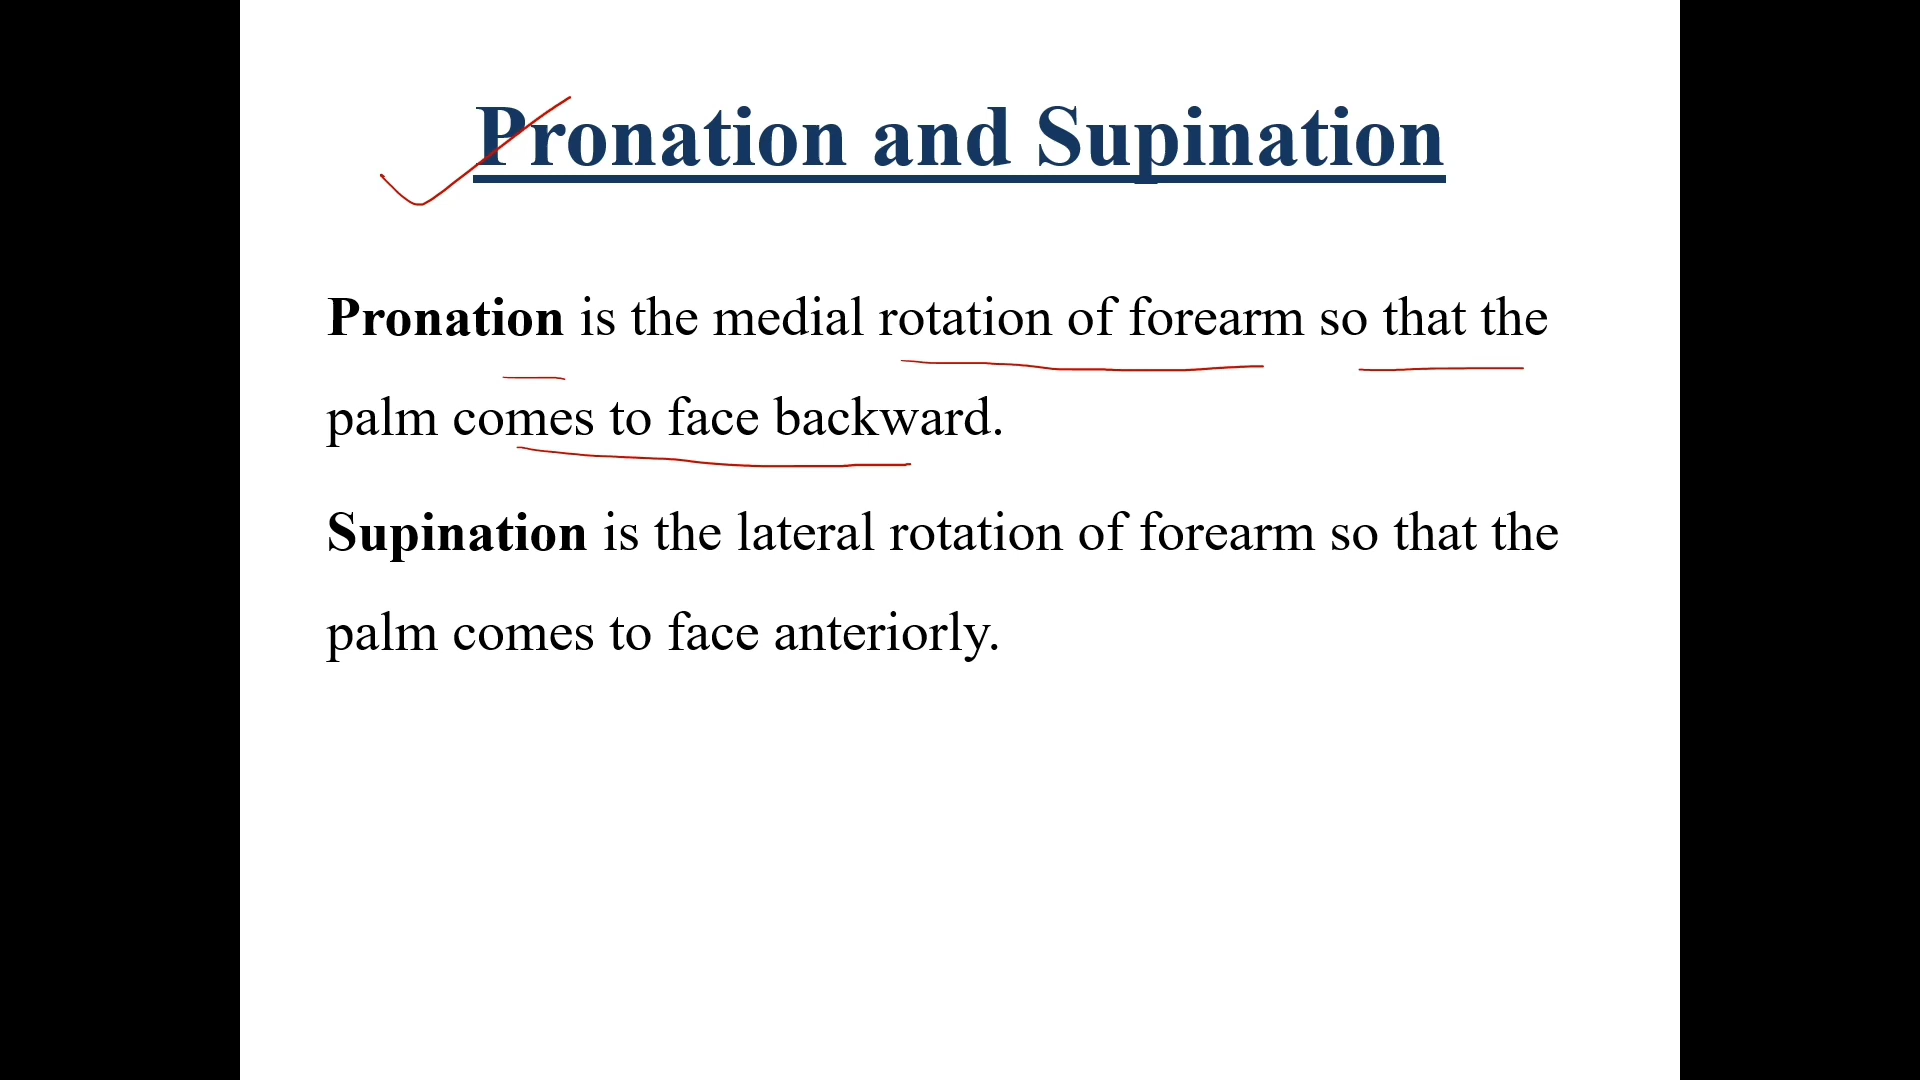 Pronation and Supination
Pronation is the medial rotation of forearm so that the
palm comes to face backward.
Supination is the lateral rotation of forearm so that the
palm comes to face anteriorly.